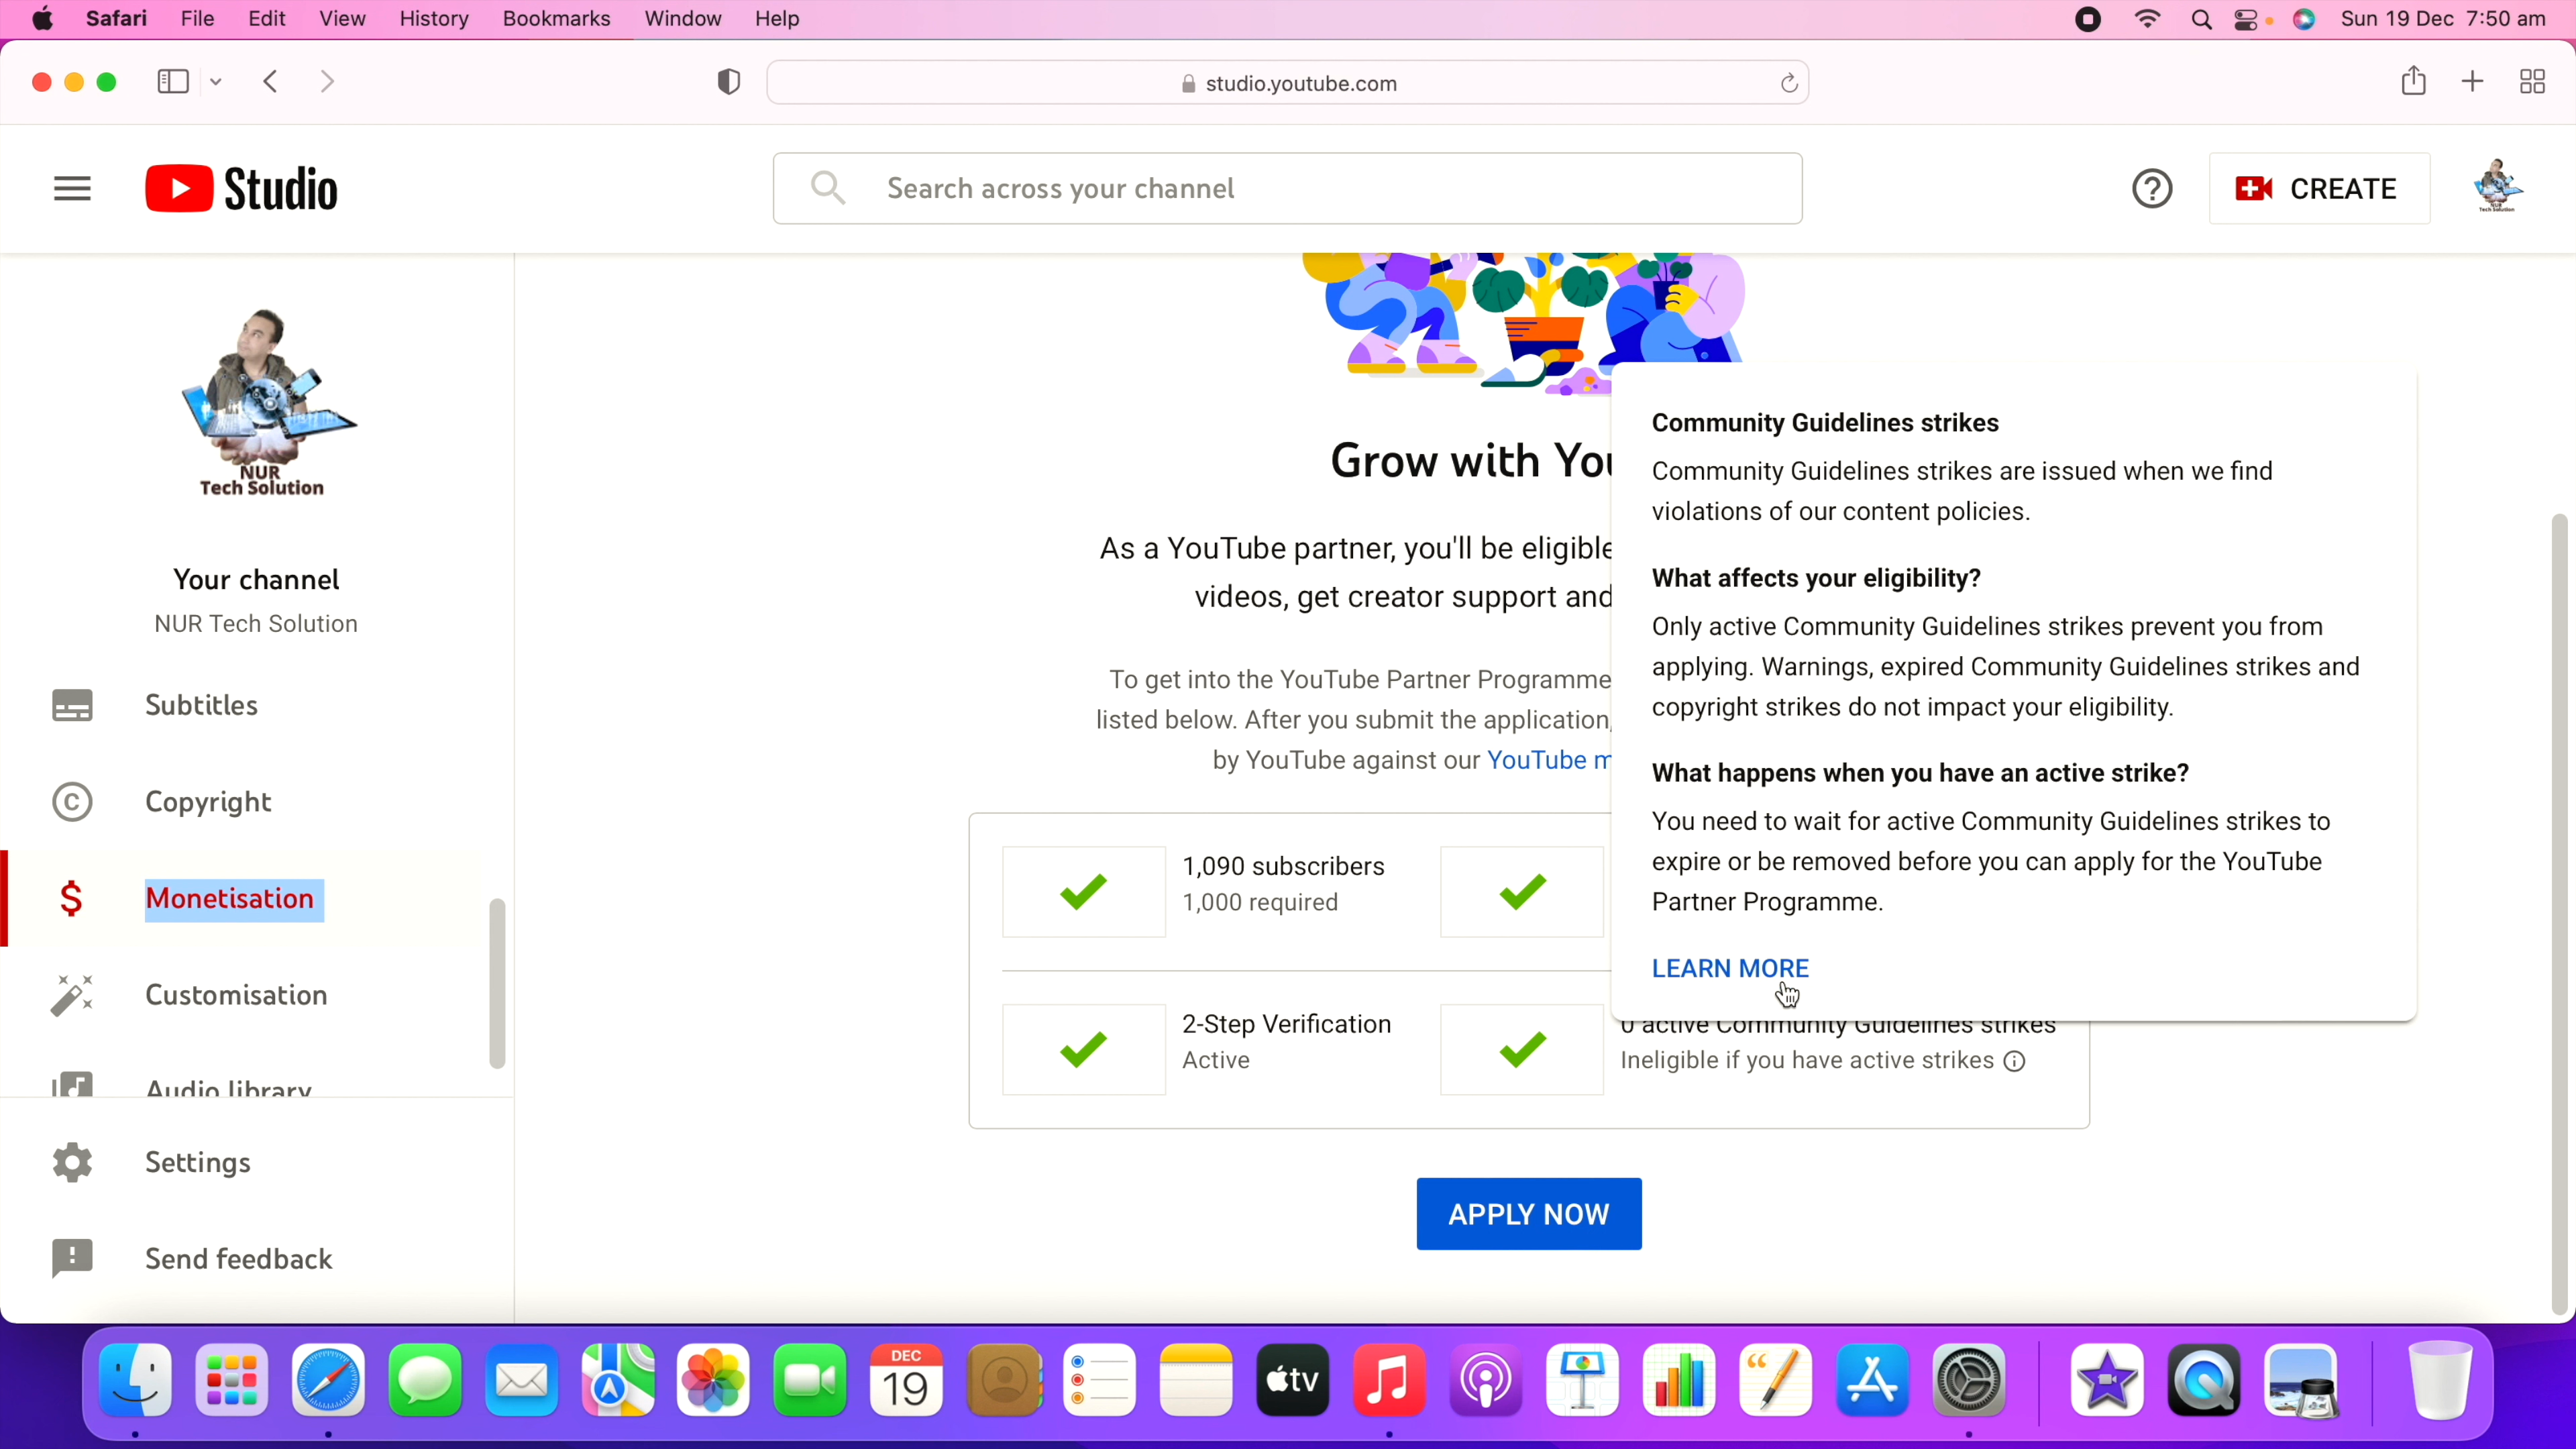 Safari File Edit View History Bookmarks Window Help
Sun 19 Dec 7:50 am
studio.youtube.com
Studio
Search across your channel
CREATE
NUR
Tech Solution
NUR
Tech Solution
Your channel
NUR Tech Solution
Subtitles
Copyright
Monetisation
Customisation
Audio library
Settings
Send feedback
Grow with You
As a YouTube partner, you'll be eligible
videos, get creator support and
To get into the YouTube Partner Programme
listed below. After you submit the application,
by YouTube against our YouTube m
1,090 subscribers
1,000 required
2-Step Verification
Active
0 active Community Guidelines strikes
Ineligible if you have active strikes
APPLY NOW
Community Guidelines strikes
Community Guidelines strikes are issued when we find
violations of our content policies.
What affects your eligibility?
Only active Community Guidelines strikes prevent you from
applying. Warnings, expired Community Guidelines strikes and
copyright strikes do not impact your eligibility.
What happens when you have an active strike?
You need to wait for active Community Guidelines strikes to
expire or be removed before you can apply for the YouTube
Partner Programme.
LEARN MORE
DEC
19
tv